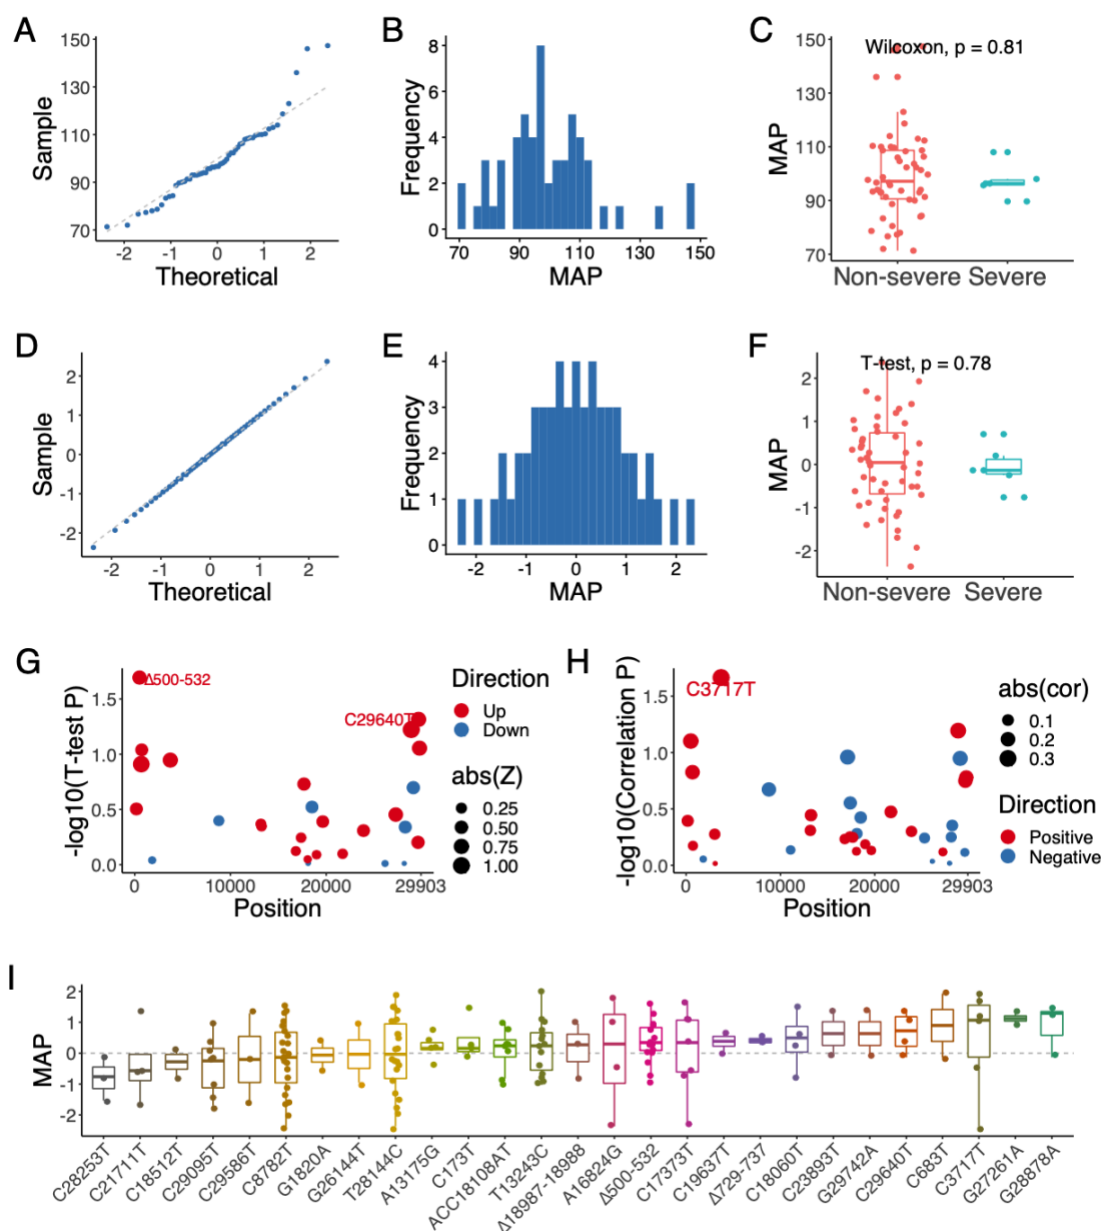 A
Sample
150
130
110
90
70
-2
-1
0
1
2
Theoretical
B
Frequency
8
6
4
2
0
70
90
110
130
150
MAP
C
Wilcoxon, p = 0.81
MAP
150
130
110
90
70
Non-severe
Severe
D
Sample
2
1
0
-1
-2
-2
-1
0
1
2
Theoretical
E
Frequency
4
3
2
1
0
-2
-1
0
1
2
MAP
F
T-test, p = 0.78
MAP
2
1
0
-1
-2
Non-severe
Severe
G
-log10(T-test P)
1.5
1.0
0.5
0.0
Δ500-532
C29640T
0
10000
20000
29903
Position
Direction
Up
Down
abs(Z)
0.25
0.50
0.75
1.00
H
-log10(Correlation P)
1.5
1.0
0.5
0.0
C3717T
0
10000
20000
29903
Position
abs(cor)
0.1
0.2
0.3
Direction
Positive
Negative
I
MAP
2
1
0
-1
-2
C28253T
C21711T
C18512T
C29095T
C29586T
C8782T
G1820A
G26144T
T28144C
A13175G
C173T
ACC18108AT
T13243C
Δ18987-18988
A16824G
Δ500-532
C17373T
C19637T
Δ729-737
C18060T
C23893T
G29742A
C29640T
C683T
C3717T
G27261A
G28878A